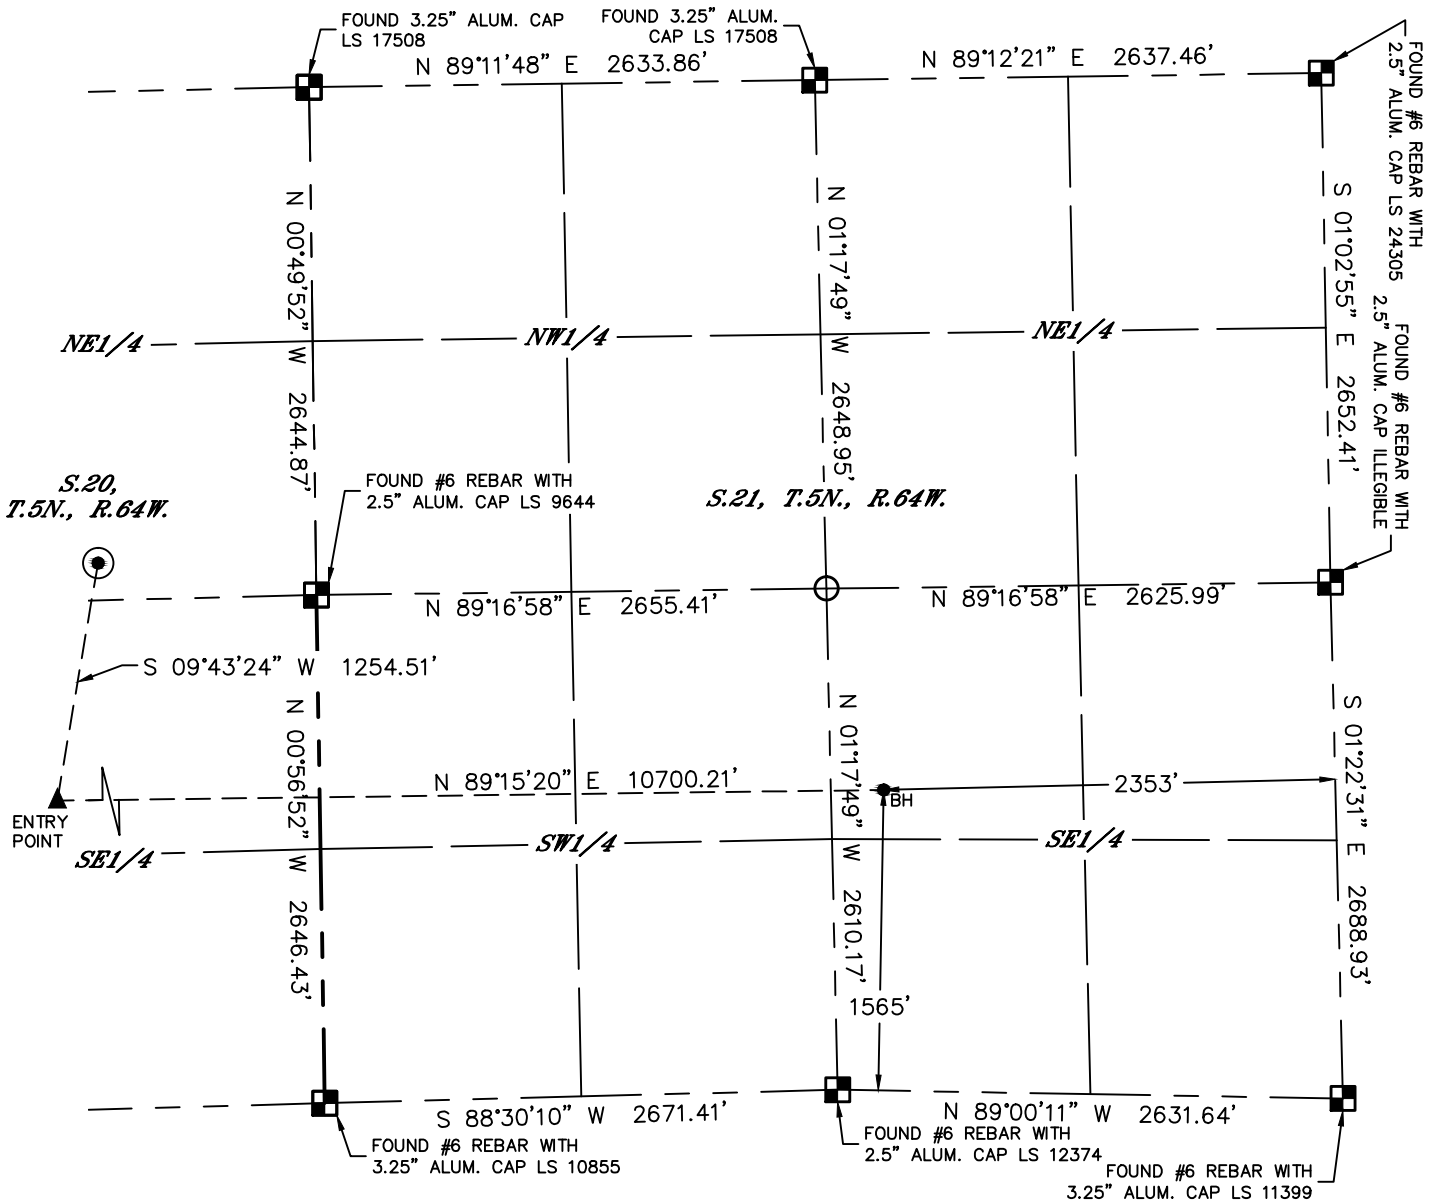 FOUND 3.25” ALUM. CAP
LS 17508
FOUND 3.25” ALUM.
CAP LS 17508
N 89°11'48” E 2633.86'
N 89°12'21” E 2637.46'
FOUND #6 REBAR WITH
2.5” ALUM. CAP LS 24305
N 00°49'52” W 2644.87'
N 01°17'49” W 2648.95'
S 01°02'55” E 2652.41'
NE1/4
NW1/4
NE1/4
FOUND #6 REBAR WITH
2.5” ALUM. CAP ILLEGIBLE
S.20,
T.5N., R.64W.
FOUND #6 REBAR WITH
2.5” ALUM. CAP LS 9644
S.21, T.5N., R.64W.
N 89°16'58” E 2655.41'
N 89°16'58” E 2625.99'
S 09°43'24” W 1254.51'
N 00°56'52” W 2646.43'
N 01°17'49” W 2610.17'
S 01°22'31” E 2688.93'
N 89°15'20” E 10700.21'
2353'
BH
ENTRY
POINT
SE1/4
SW1/4
SE1/4
1565'
S 88°30'10” W 2671.41'
N 89°00'11” W 2631.64'
FOUND #6 REBAR WITH
3.25” ALUM. CAP LS 10855
FOUND #6 REBAR WITH
2.5” ALUM. CAP LS 12374
FOUND #6 REBAR WITH
3.25” ALUM. CAP LS 11399